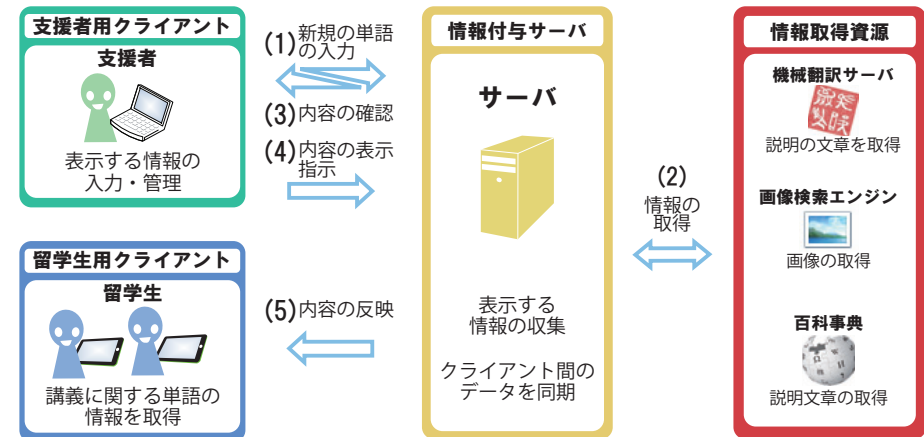 支援者用クライアント
支援者
表示する情報の
入力・管理
(1)新規の単語
の入力
(3)内容の確認
(4)内容の表示
指示
留学生用クライアント
留学生
講義に関する単語の
情報を取得
(5)内容の反映
情報付与サーバ
サーバ
表示する
情報の収集
クライアント間の
データを同期
(2)
情報の
取得
情報取得資源
機械翻訳サーバ
説明の文章を取得
画像検索エンジン
画像の取得
百科事典
説明文章の取得